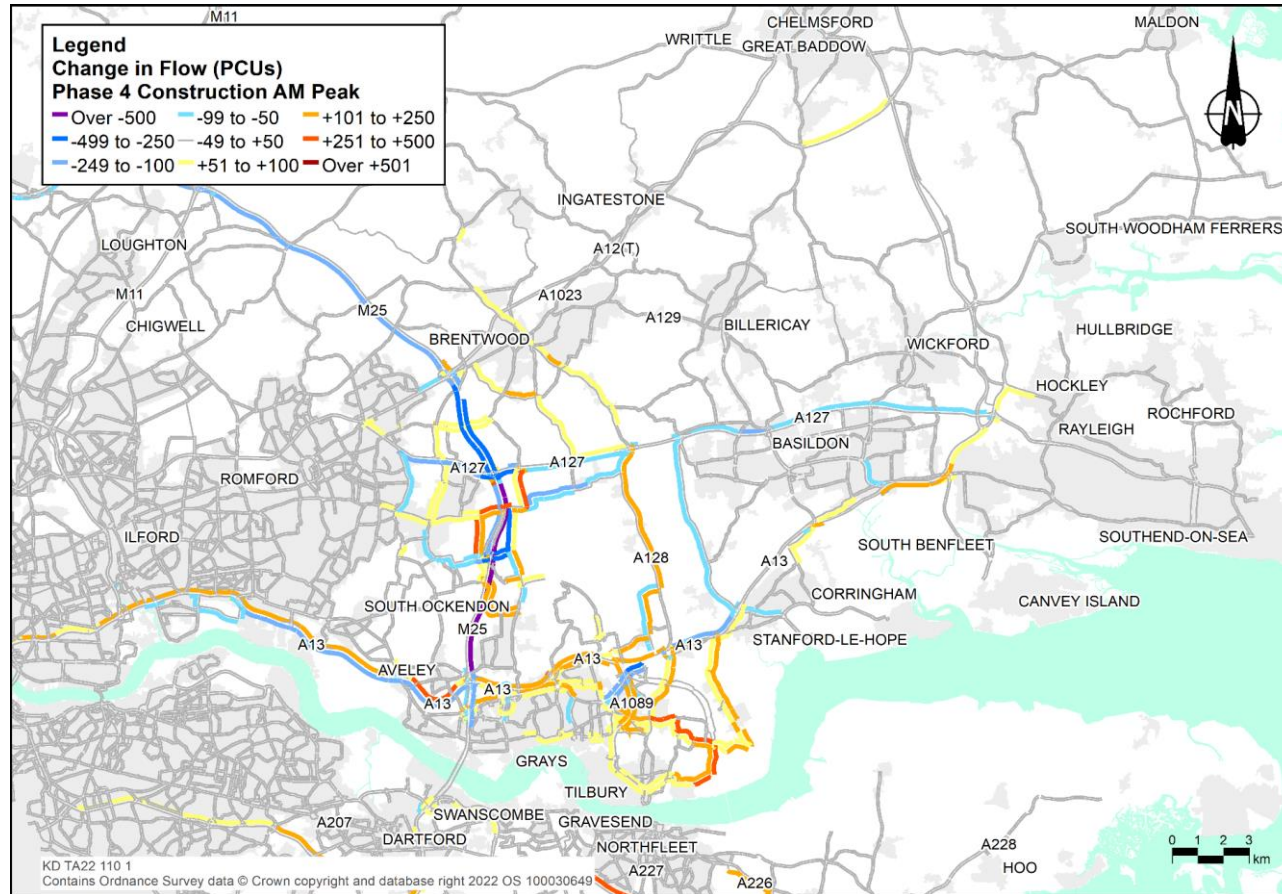 M11
CHELMSFORD
MALDON
WRITTLE
GREAT BADDOW
Legend
Change in Flow (PCUs)
Phase 4 Construction AM Peak
Over -500
-99 to -50
+101 to +250
-499 to -250
-49 to +50
+251 to +500
-249 to -100
+51 to +100
Over +501
N
INGATESTONE
SOUTH WOODHAM FERRERS
LOUGHTON
A12(T)
M11
A1023
M25
CHIGWELL
A129
BILLERICAY
HULLBRIDGE
BRENTWOOD
WICKFORD
HOCKLEY
A127
ROCHFORD
BASILDON
RAYLEIGH
A127
A127
ROMFORD
ILFORD
SOUTHEND-ON-SEA
SOUTH BENFLEET
A128
A13
CORRINGHAM
CANVEY ISLAND
SOUTH OCKENDON
M25
STANFORD-LE-HOPE
A13
A13
A13
AVELEY
A13
A13
A1089
GRAYS
TILBURY
SWANSCOMBE
GRAVESEND
A207
DARTFORD
NORTHFLEET
A228
HOO
A227
A226
0 1 2 3
km
KD TA22 110 1
Contains Ordnance Survey data © Crown copyright and database right 2022 OS 100030649